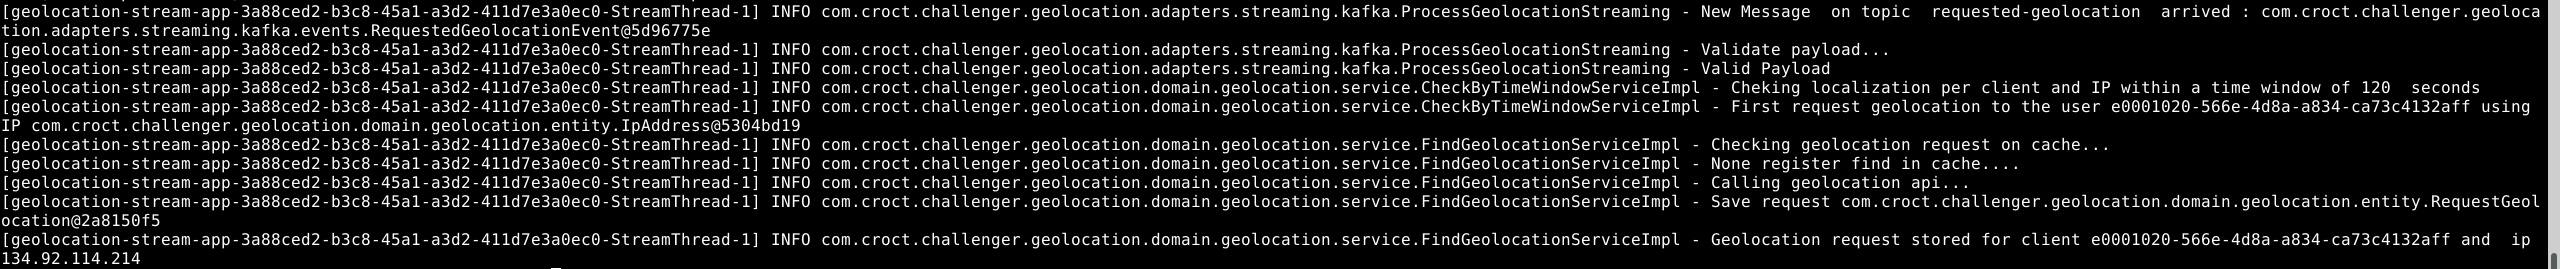 [geolocation-stream-app-3a88ced2-b3c8-45a1-a3d2-411d7e3a0ec0-StreamThread-1] INFO com.croct.challenger.geolocation.adapters.streaming.kafka.ProcessGeolocationStreaming - New Message  on topic  requested-geolocation  arrived : com.croct.challenger.geoloca
tion.adapters.streaming.kafka.events.RequestedGeolocationEvent@5d96775e
[geolocation-stream-app-3a88ced2-b3c8-45a1-a3d2-411d7e3a0ec0-StreamThread-1] INFO com.croct.challenger.geolocation.adapters.streaming.kafka.ProcessGeolocationStreaming - Validate payload...
[geolocation-stream-app-3a88ced2-b3c8-45a1-a3d2-411d7e3a0ec0-StreamThread-1] INFO com.croct.challenger.geolocation.adapters.streaming.kafka.ProcessGeolocationStreaming - Valid Payload
[geolocation-stream-app-3a88ced2-b3c8-45a1-a3d2-411d7e3a0ec0-StreamThread-1] INFO com.croct.challenger.geolocation.domain.geolocation.service.CheckByTimeWindowServiceImpl - Cheking localization per client and IP within a time window of 120  seconds
[geolocation-stream-app-3a88ced2-b3c8-45a1-a3d2-411d7e3a0ec0-StreamThread-1] INFO com.croct.challenger.geolocation.domain.geolocation.service.CheckByTimeWindowServiceImpl - First request geolocation to the user e0001020-566e-4d8a-a834-ca73c4132aff using
IP com.croct.challenger.geolocation.domain.geolocation.entity.IpAddress@5304bd19
[geolocation-stream-app-3a88ced2-b3c8-45a1-a3d2-411d7e3a0ec0-StreamThread-1] INFO com.croct.challenger.geolocation.domain.geolocation.service.FindGeolocationServiceImpl - Checking geolocation request on cache...
[geolocation-stream-app-3a88ced2-b3c8-45a1-a3d2-411d7e3a0ec0-StreamThread-1] INFO com.croct.challenger.geolocation.domain.geolocation.service.FindGeolocationServiceImpl - None register find in cache....
[geolocation-stream-app-3a88ced2-b3c8-45a1-a3d2-411d7e3a0ec0-StreamThread-1] INFO com.croct.challenger.geolocation.domain.geolocation.service.FindGeolocationServiceImpl - Calling geolocation api...
[geolocation-stream-app-3a88ced2-b3c8-45a1-a3d2-411d7e3a0ec0-StreamThread-1] INFO com.croct.challenger.geolocation.domain.geolocation.service.FindGeolocationServiceImpl - Save request com.croct.challenger.geolocation.domain.geolocation.entity.RequestGeol
ocation@2a8150f5
[geolocation-stream-app-3a88ced2-b3c8-45a1-a3d2-411d7e3a0ec0-StreamThread-1] INFO com.croct.challenger.geolocation.domain.geolocation.service.FindGeolocationServiceImpl - Geolocation request stored for client e0001020-566e-4d8a-a834-ca73c4132aff and  ip
134.92.114.214